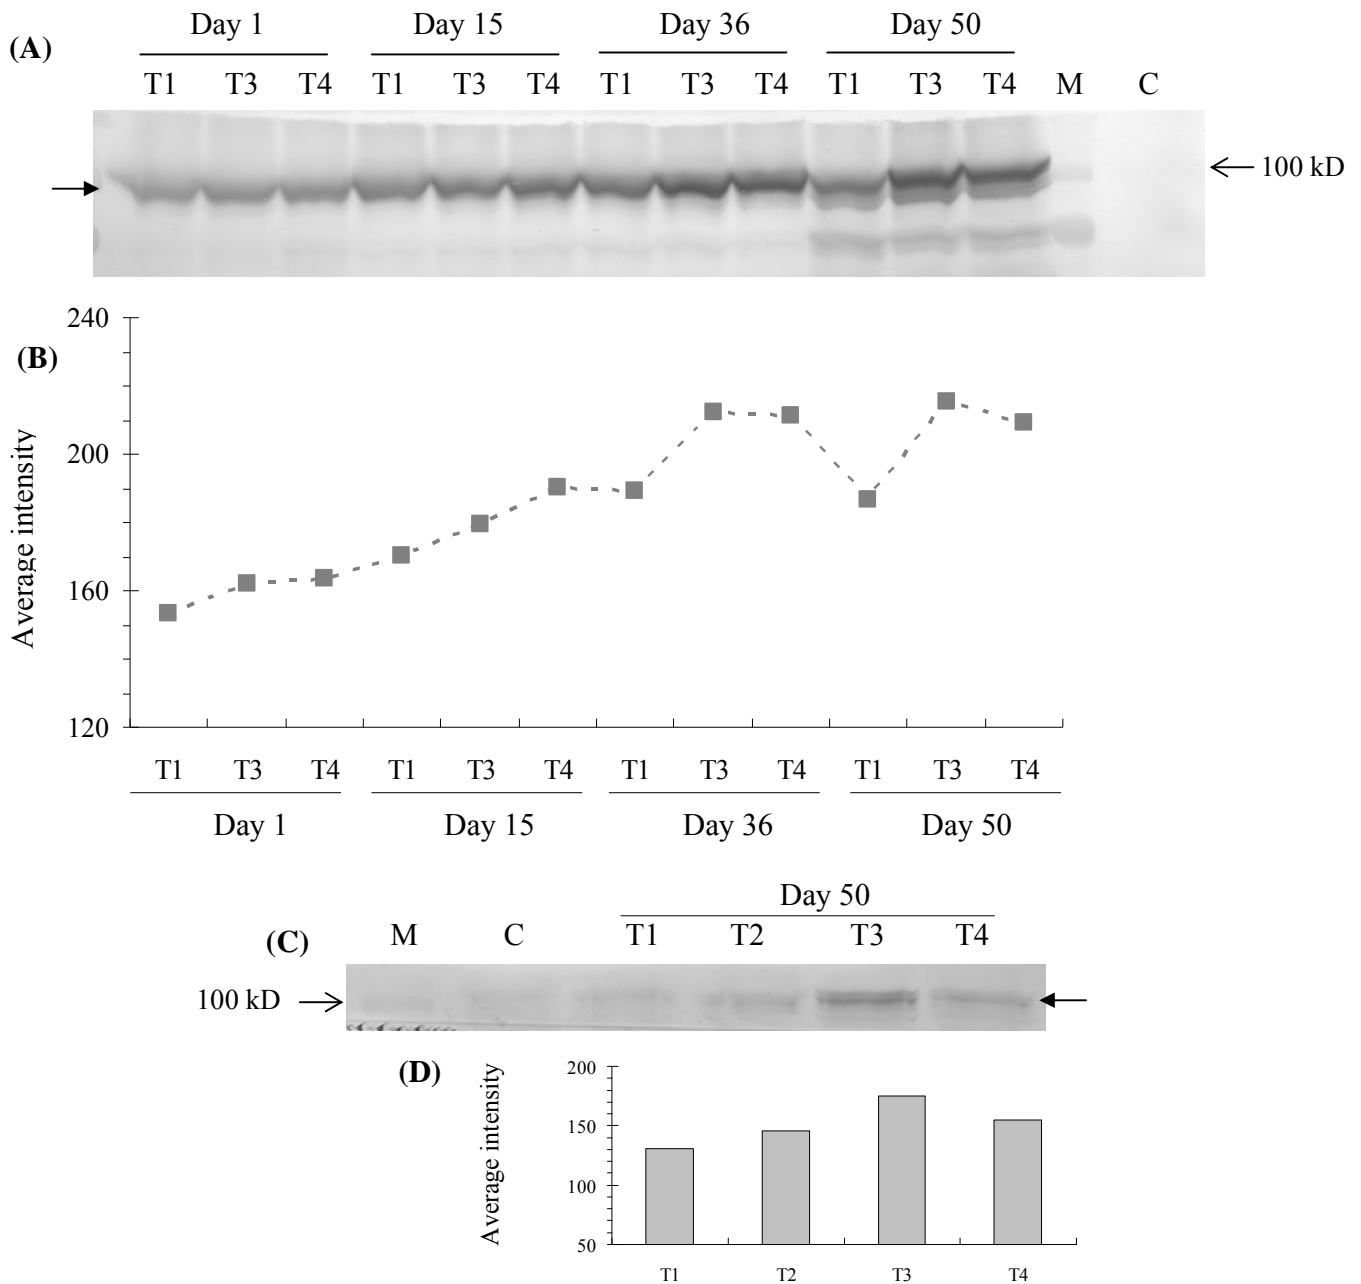 Day 1 Day 15 Day 36 Day 50
(A)
T1 T3 T4 T1 T3 T4 T1 T3 T4 T1 T3 T4 M C
100 kD
(B)
240
200
160
120
Average intensity
T1 T3 T4 T1 T3 T4 T1 T3 T4 T1 T3 T4
Day 1 Day 15 Day 36 Day 50
Day 50
(C) M C T1 T2 T3 T4
100 kD
(D)
200
150
100
50
Average intensity
T1 T2 T3 T4